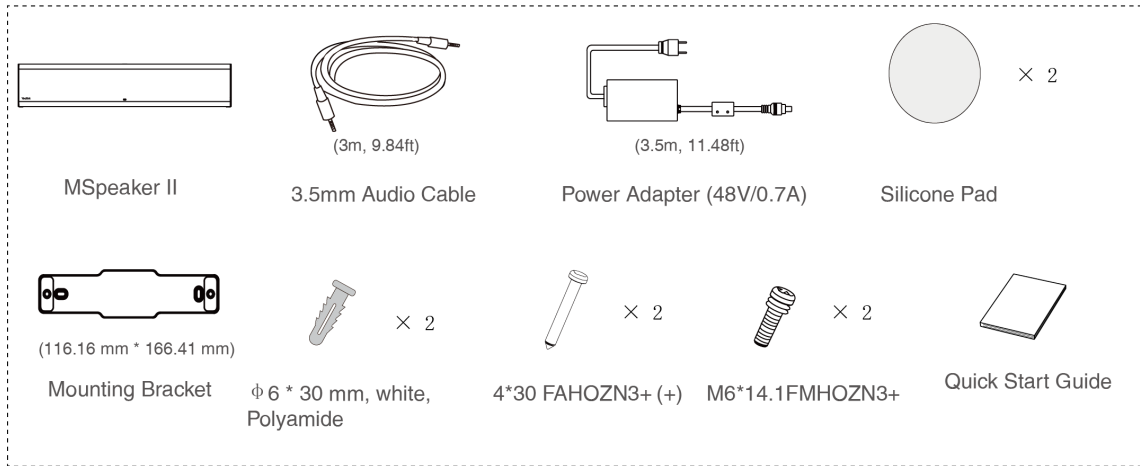 × 2
(3m, 9.84ft)
(3.5m, 11.48ft)
MSpeaker II
3.5mm Audio Cable
Power Adapter (48V/0.7A)
Silicone Pad
× 2
× 2
× 2
(116.16 mm * 166.41 mm)
Mounting Bracket
ϕ 6 * 30 mm, white,
Polyamide
4*30 FAHOZN3+ (+)
M6*14.1FMHOZN3+
Quick Start Guide